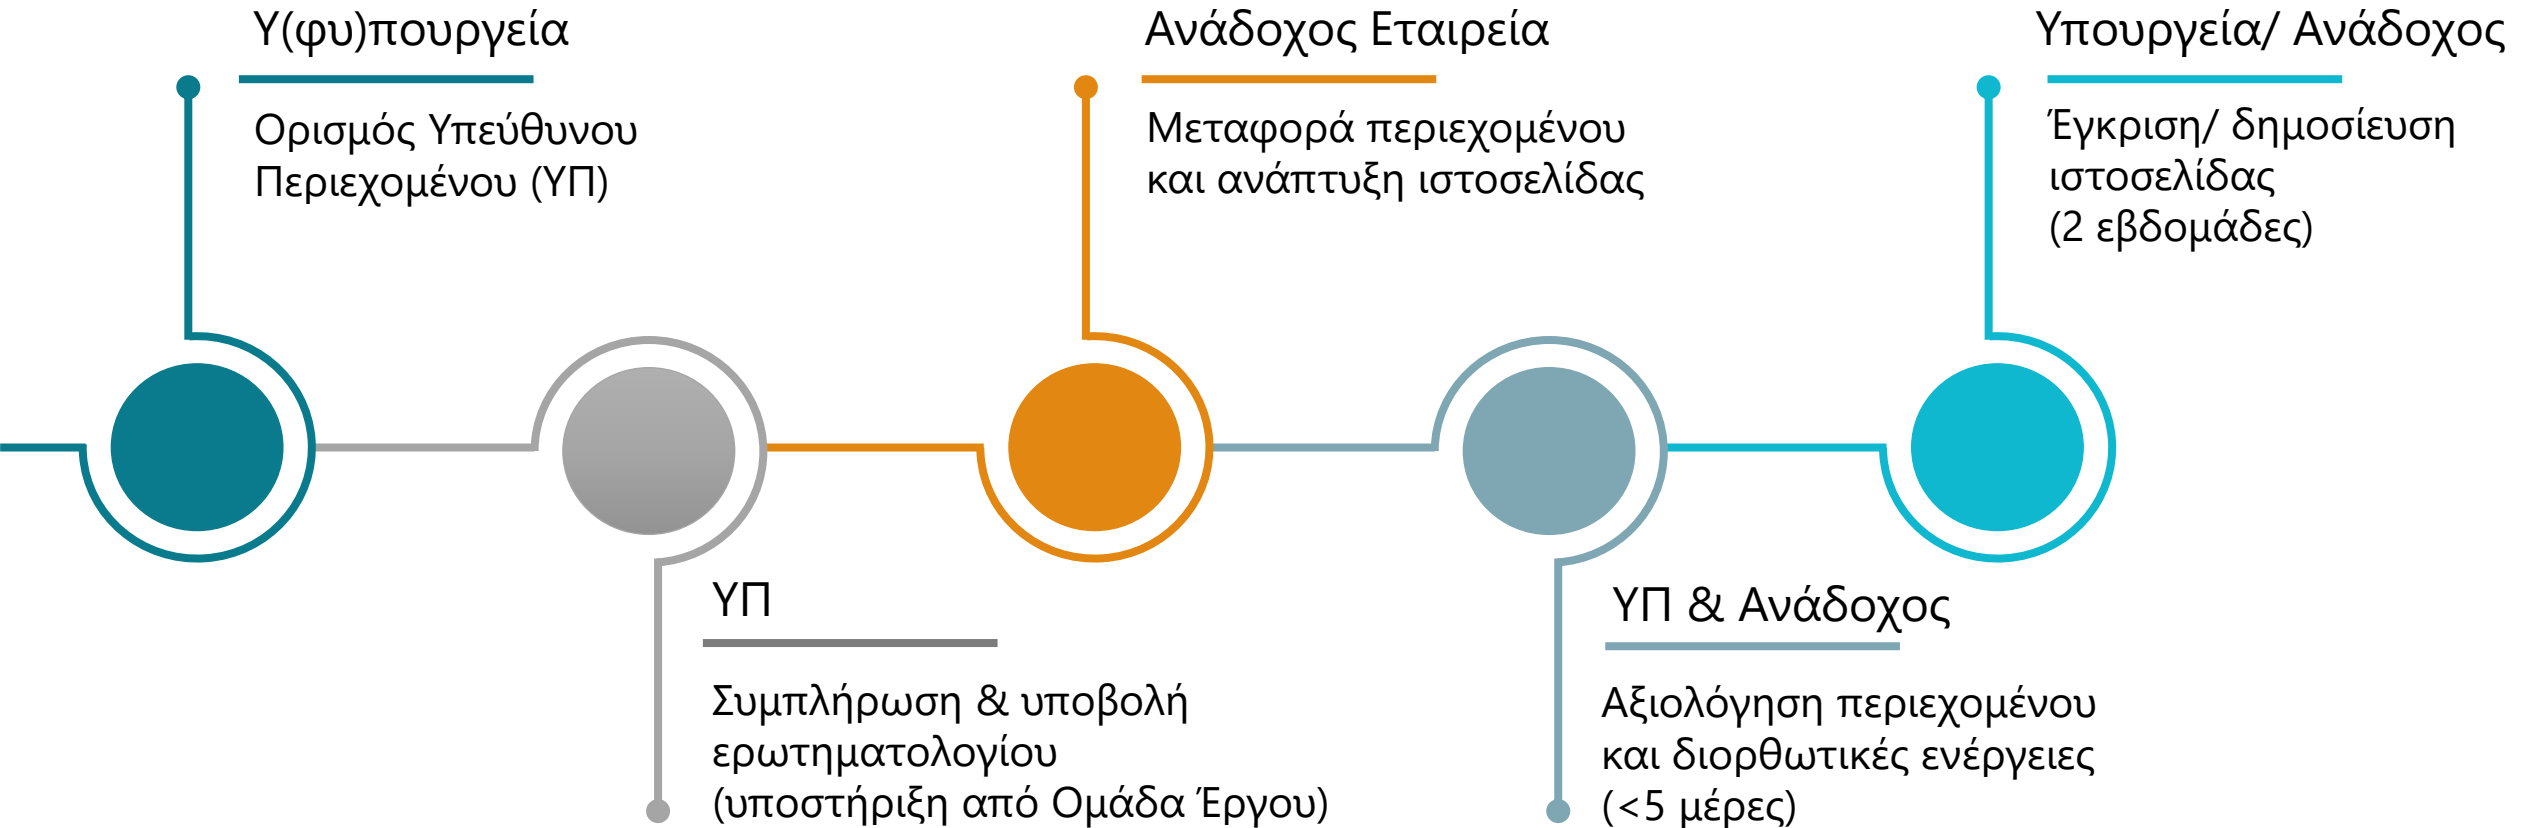 Υ(φυ)πουργεία
Ορισμός Υπεύθυνου
Περιεχομένου (ΥΠ)
ΥΠ
Συμπλήρωση & υποβολή
ερωτηματολογίου
(υποστήριξη από Ομάδα Έργου)
Ανάδοχος Εταιρεία
Μεταφορά περιεχομένου
και ανάπτυξη ιστοσελίδας
ΥΠ & Ανάδοχος
Αξιολόγηση περιεχομένου
και διορθωτικές ενέργειες
(<5 μέρες)
Υπουργεία/ Ανάδοχος
Έγκριση/ δημοσίευση
ιστοσελίδας
(2 εβδομάδες)